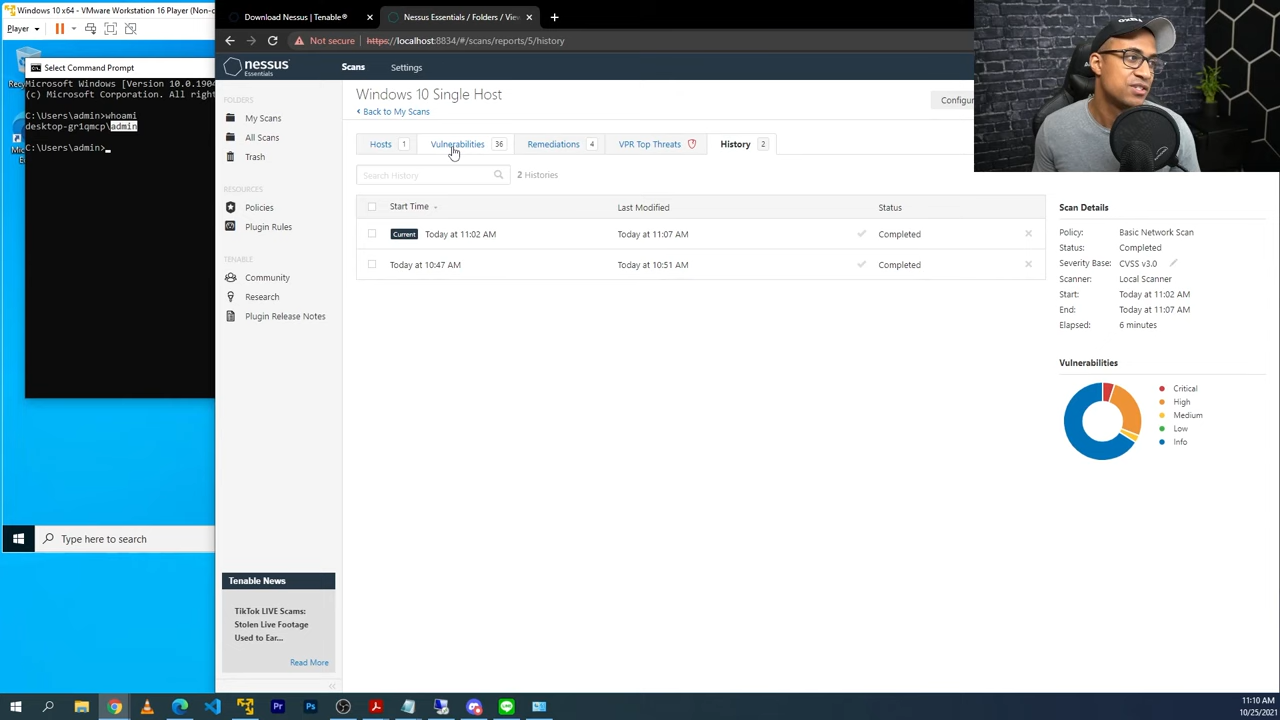 Windows 10 x64 - VMware Workstation 16 Player (Non-c
Player
Select Command Prompt
Microsoft Windows [Version 10.0.1904
(c) Microsoft Corporation. All right
C:\Users\admin>whoami
desktop-gr1qmcp\admin
C:\Users\admin>
Type here to search
Download Nessus | Tenable®
Nessus Essentials / Folders /
Not secure
https://localhost:8834/#/scans/reports/5/history
nessus
Essentials
Scans
Settings
FOLDERS
My Scans
All Scans
Trash
RESOURCES
Policies
Plugin Rules
TENABLE
Community
Research
Plugin Release Notes
Tenable News
TikTok LIVE Scams:
Stolen Live Footage
Used to Ear...
Read More
Windows 10 Single Host
< Back to My Scans
Configur
Hosts 1
Vulnerabilities 36
Remediations 4
VPR Top Threats
History 2
Search History
2 Histories
Start Time
Last Modified
Status
Current Today at 11:02 AM
Today at 11:07 AM
Completed
Today at 10:47 AM
Today at 10:51 AM
Completed
Scan Details
Policy: Basic Network Scan
Status: Completed
Severity Base: CVSS v3.0
Scanner: Local Scanner
Start: Today at 11:02 AM
End: Today at 11:07 AM
Elapsed: 6 minutes
Vulnerabilities
Critical
High
Medium
Low
Info
11:10 AM
10/25/2021